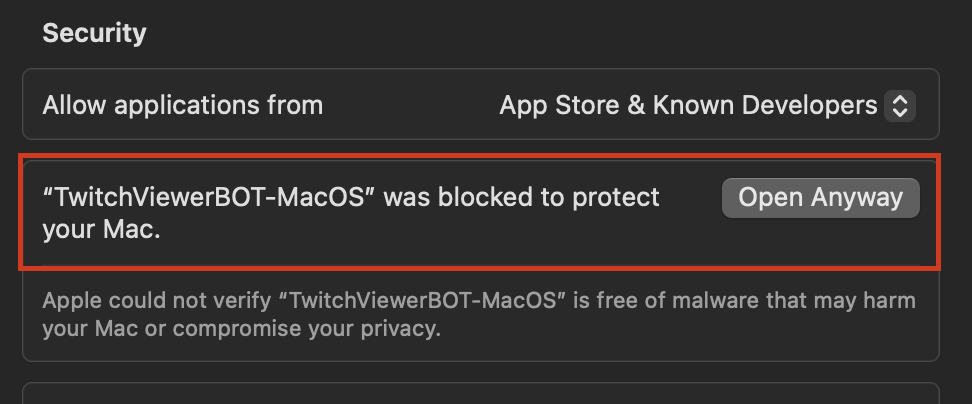 Security
Allow applications from App Store & Known Developers
“TwitchViewerBOT-MacOS” was blocked to protect Open Anyway
your Mac.
Apple could not verify “TwitchViewerBOT-MacOS” is free of malware that may harm
your Mac or compromise your privacy.